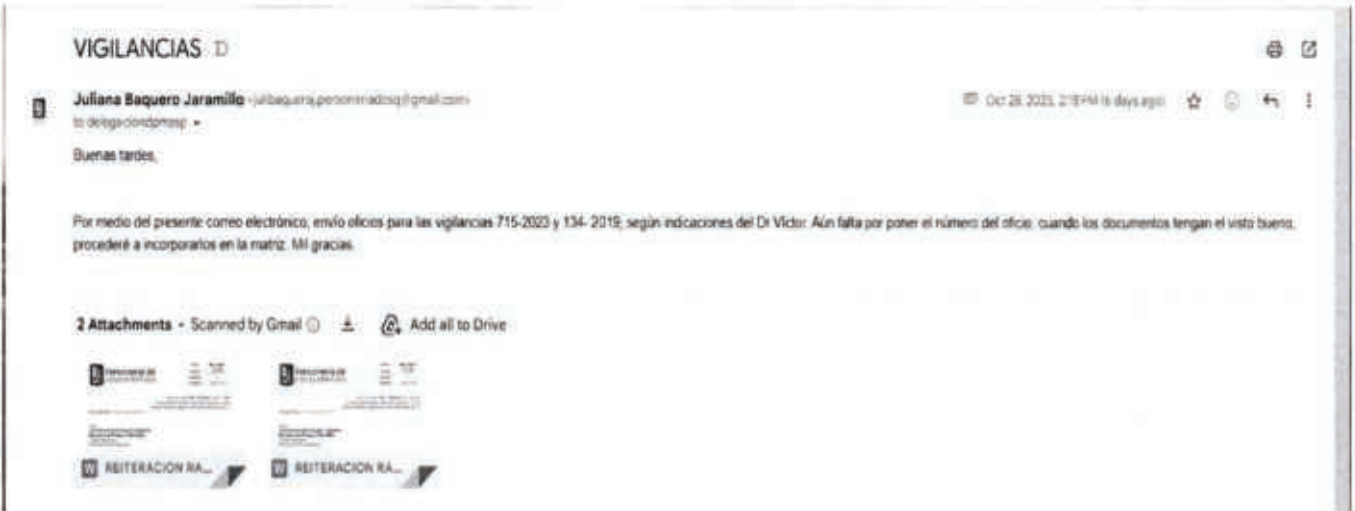 VIGILANCIAS
Juliana Baquero Jaramillo
to delegaciondpmasp
Buenas tardes,
Por medio del presente correo electrónico, envío oficios para las vigilancias 715-2023 y 134- 2019, según indicaciones del Dr Víctor. Aún falta por poner el número del oficio, cuando los documentos tengan el visto bueno,
procederé a incorporarlos en la matriz. Mil gracias.
2 Attachments • Scanned by Gmail
Add all to Drive
W REITERACION RA...
W REITERACION RA...